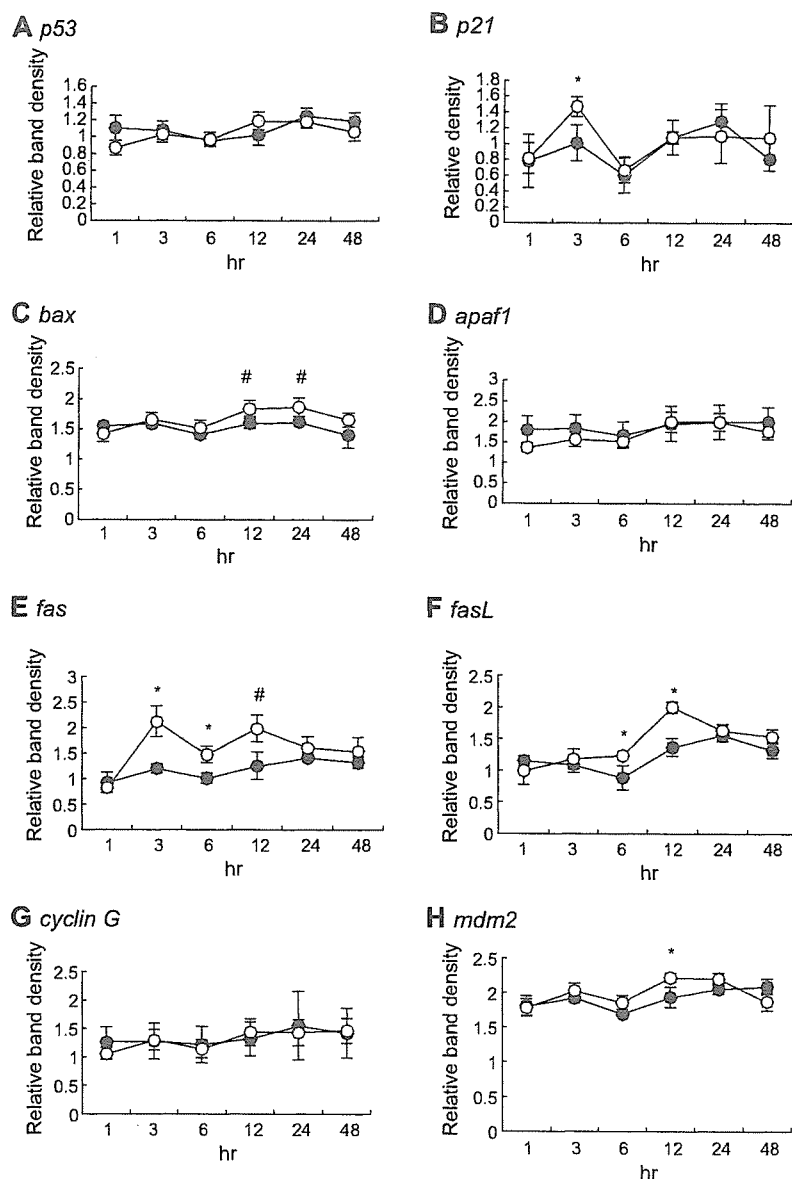 A p53
Relative band density
1.6
1.4
1.2
1
0.8
0.6
0.4
0.2
0
1 3 6 12 24 48
hr
B p21
Relative density
1.8
1.6
1.4
1.2
1
0.8
0.6
0.4
0.2
0
*
1 3 6 12 24 48
hr
C bax
Relative band density
2.5
2
1.5
1
0.5
0
# #
1 3 6 12 24 48
hr
D apaf1
Relative band density
3
2.5
2
1.5
1
0.5
0
1 3 6 12 24 48
hr
E fas
Relative band density
3
2.5
2
1.5
1
0.5
0
* * #
1 3 6 12 24 48
hr
F fasL
Relative band density
2.5
2
1.5
1
0.5
0
* *
1 3 6 12 24 48
hr
G cyclin G
Relative band density
2.5
2
1.5
1
0.5
0
1 3 6 12 24 48
hr
H mdm2
Relative band density
2.5
2
1.5
1
0.5
0
*
1 3 6 12 24 48
hr